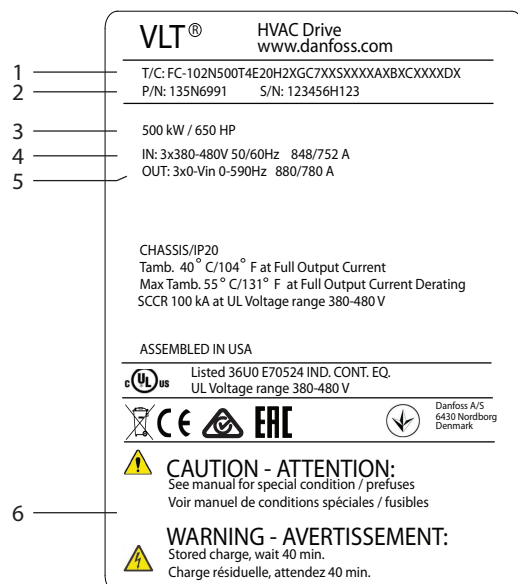 VLT® HVAC Drive
www.danfoss.com
1 T/C: FC-102N500T4E20H2XGC7XXSXXXXAXBXCXXXXDX
2 P/N: 135N6991 S/N: 123456H123
3 500 kW / 650 HP
4 IN: 3x380-480V 50/60Hz 848/752 A
5 OUT: 3x0-Vin 0-590Hz 880/780 A
CHASSIS/IP20
Tamb. 40° C/104° F at Full Output Current
Max Tamb. 55° C/131° F at Full Output Current Derating
SCCR 100 kA at UL Voltage range 380-480 V
ASSEMBLED IN USA
c UL us Listed 36U0 E70524 IND. CONT. EQ.
UL Voltage range 380-480 V
CE EAC
Danfoss A/S
6430 Nordborg
Denmark
CAUTION - ATTENTION:
See manual for special condition / prefuses
Voir manuel de conditions spéciales / fusibles
6
WARNING - AVERTISSEMENT:
Stored charge, wait 40 min.
Charge résiduelle, attendez 40 min.